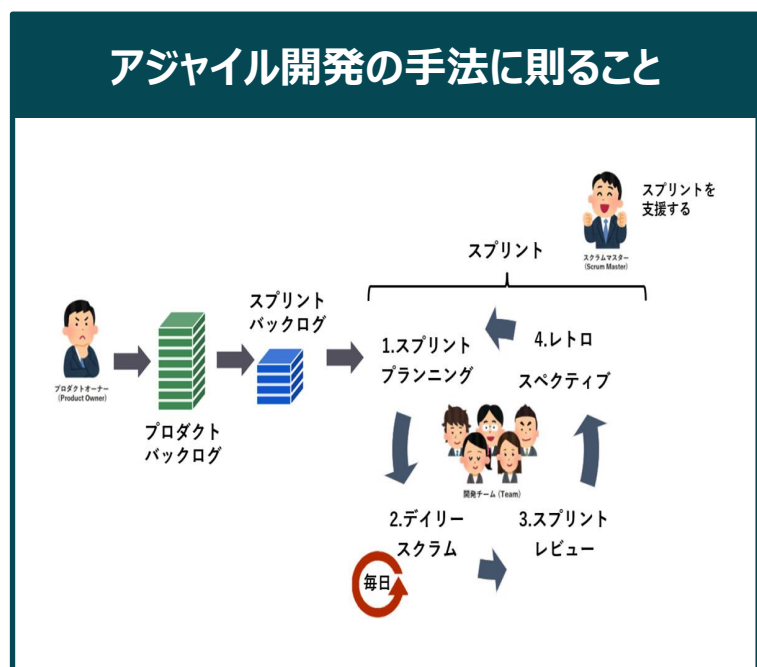 アジャイル開発の手法に則ること
スプリントを
支援する
スクラムマスター
(Scrum Master)
スプリント
スプリント
バックログ
プロダクトオーナー
(Product Owner)
プロダクト
バックログ
1.スプリント
プランニング
4.レトロ
スペクティブ
開発チーム (Team)
2.デイリー
スクラム
毎日
3.スプリント
レビュー